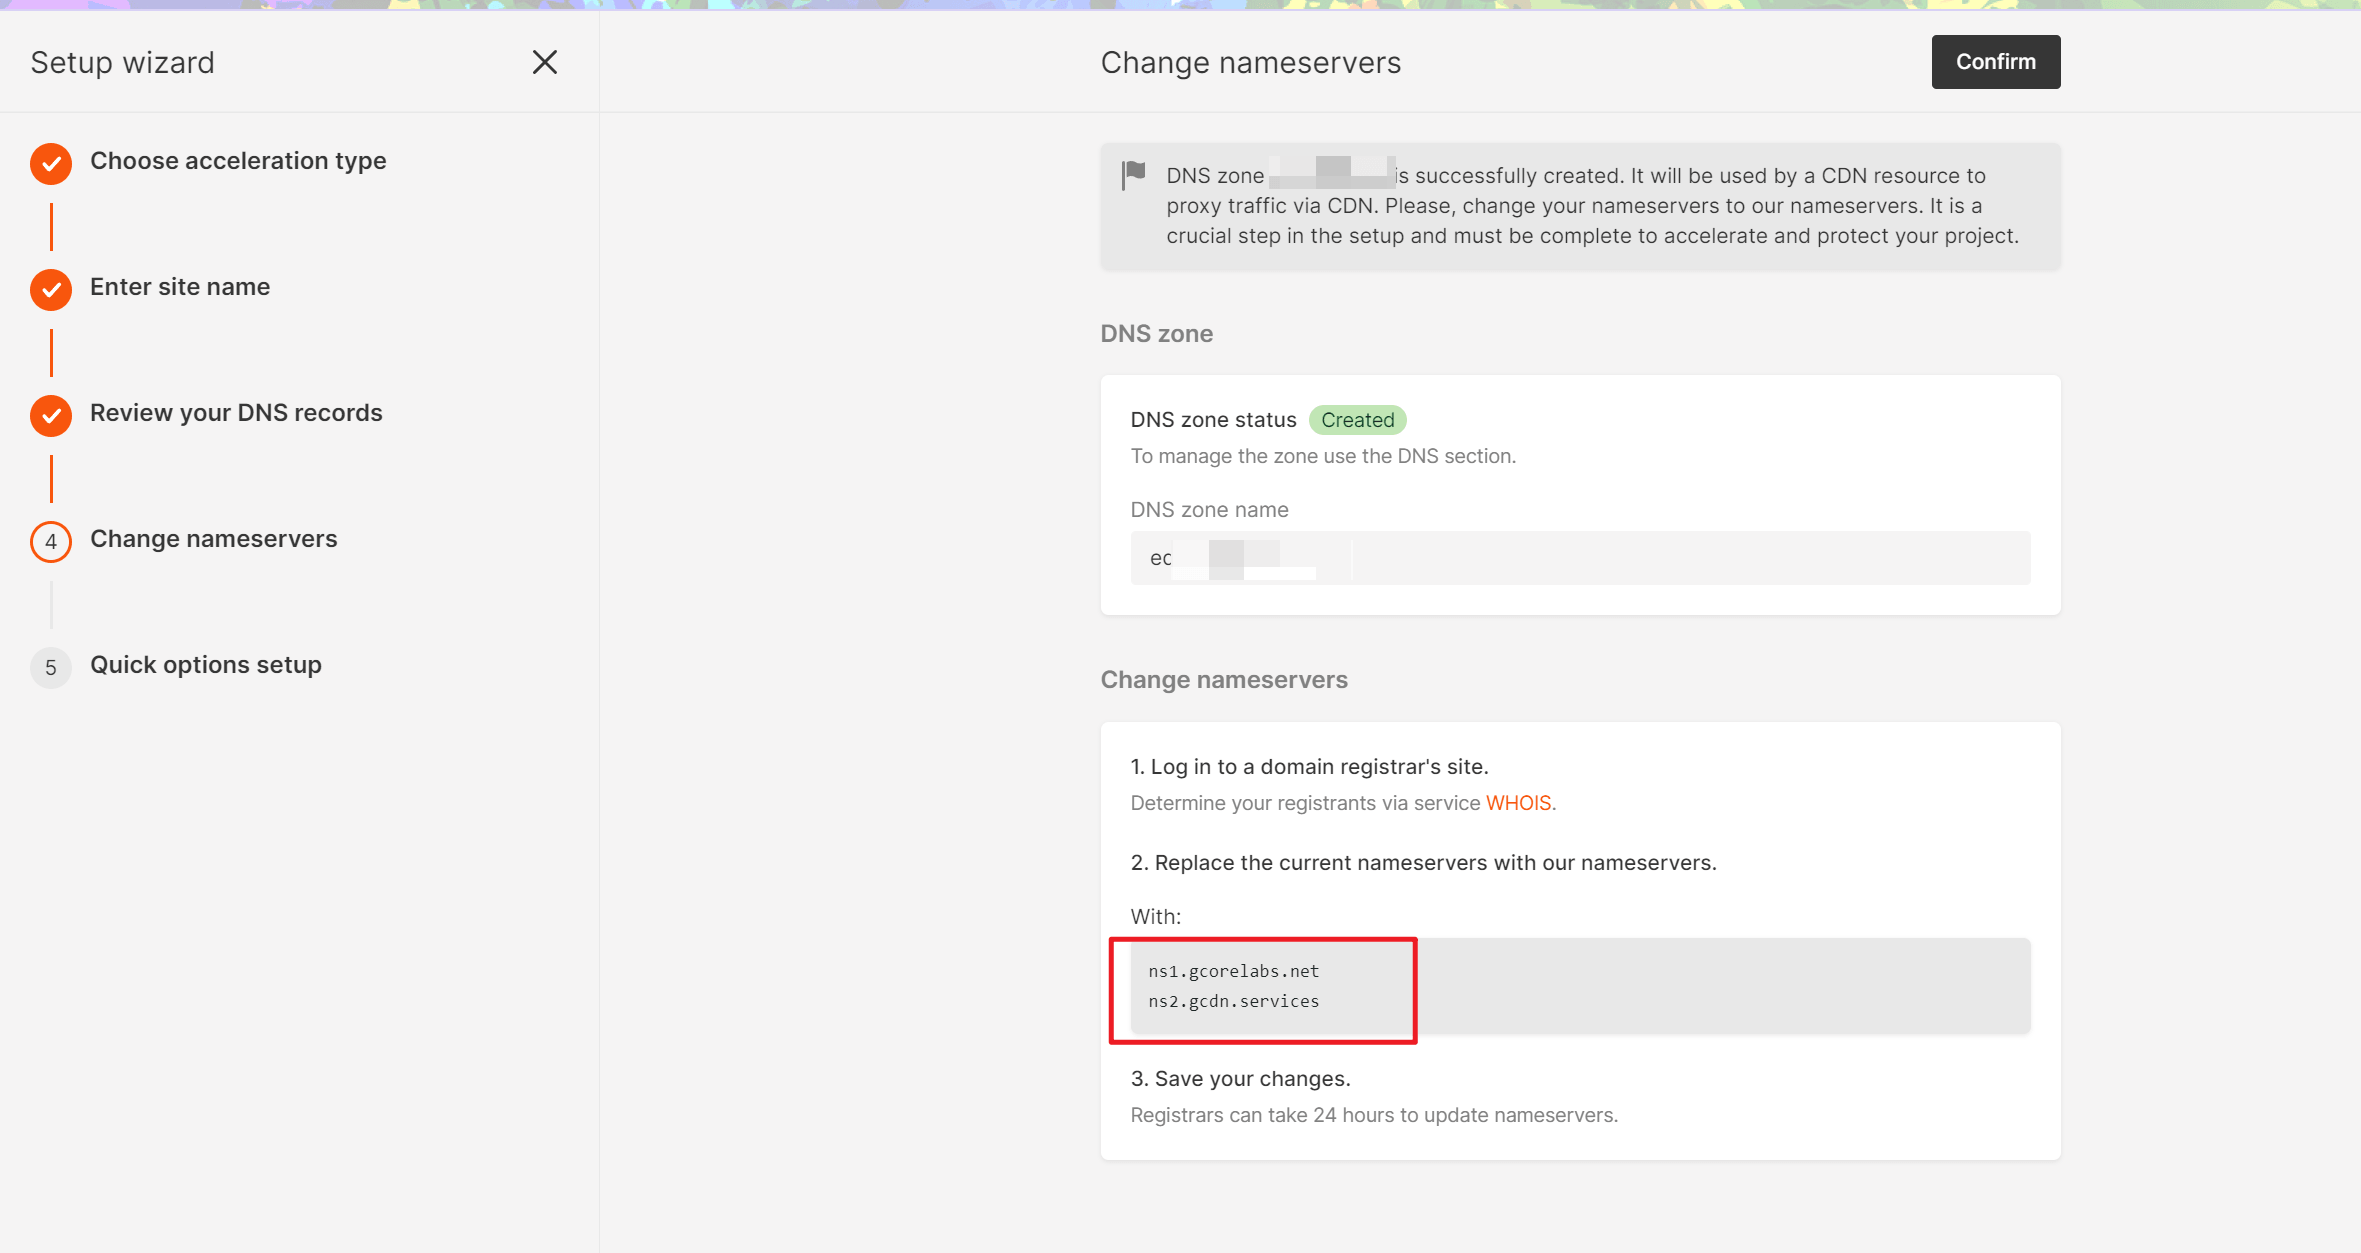 Setup wizard
Change nameservers
Confirm
Choose acceleration type
Enter site name
Review your DNS records
4
Change nameservers
5
Quick options setup
DNS zone is successfully created. It will be used by a CDN resource to
proxy traffic via CDN. Please, change your nameservers to our nameservers. It is a
crucial step in the setup and must be complete to accelerate and protect your project.
DNS zone
DNS zone status Created
To manage the zone use the DNS section.
DNS zone name
Change nameservers
1. Log in to a domain registrar's site.
Determine your registrants via service WHOIS.
2. Replace the current nameservers with our nameservers.
With:
ns1.gcorelabs.net
ns2.gcdn.services
3. Save your changes.
Registrars can take 24 hours to update nameservers.